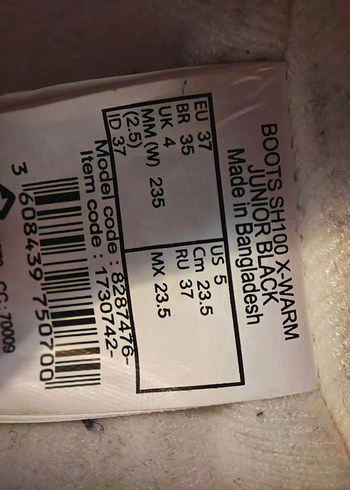 BOOTS SH100 X-WARM
JUNIOR BLACK
Made in Bangladesh
EU 37 US 5
BR 35 Cm 23.5
UK 4 RU 37
MM (W) 235 MX 23.5
(2.5)
ID 37
Model code : 8287476-
Item code : 1730742-
3 608439 750700
CC: 70009